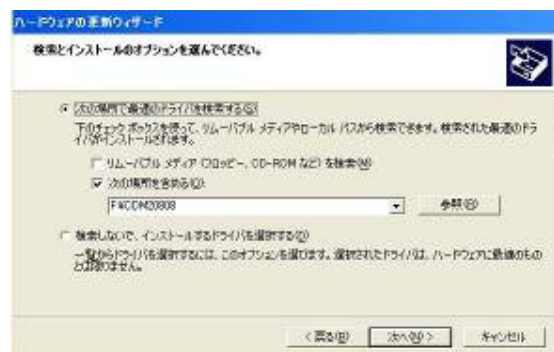 ハードウェアの更新ウィザード
検索とインストールのオプションを選んでください。
次の場所で最適のドライバを検索する(S)
下のチェック ボックスを使って、リムーバブル メディアやローカル パスから検索できます。検索された最適のドラ
イバがインストールされます。
リムーバブル メディア (フロッピー、CD-ROM など) を検索(M)
次の場所を含める(O):
参照(R)
検索しないで、インストールするドライバを選択する(D)
一覧からドライバを選択するには、このオプションを選びます。選択されたドライバは、ハードウェアに最適のもの
とは限りません。
< 戻る(B)
次へ(N) >
キャンセル